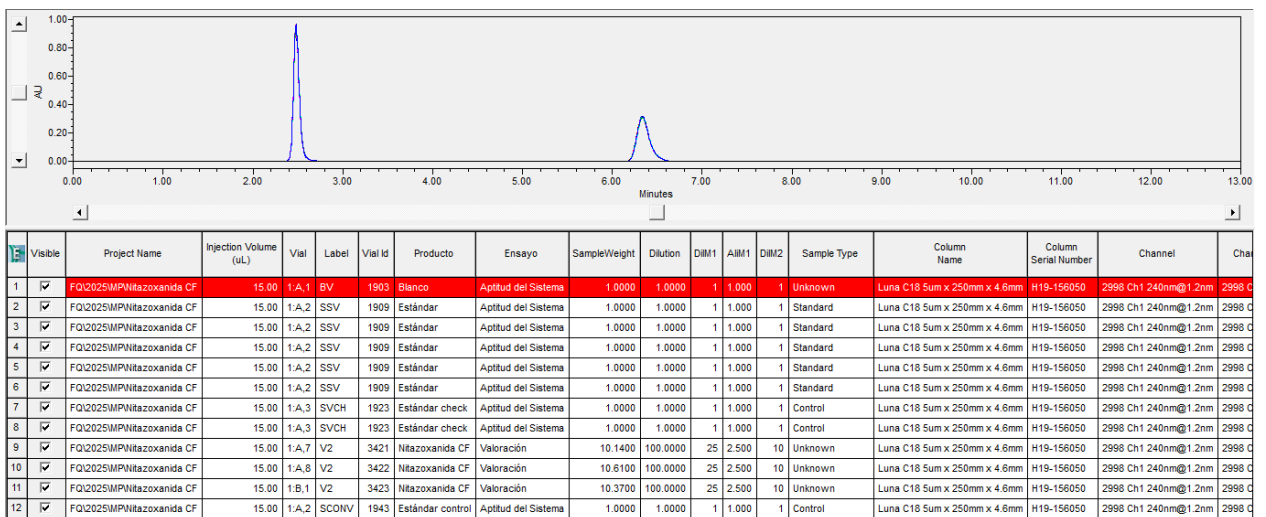 1.00
0.80
0.60
AU
0.40
0.20
0.00
0.00 1.00 2.00 3.00 4.00 5.00 6.00 7.00 8.00 9.00 10.00 11.00 12.00 13.00
Minutes
E Visible Project Name Injection Volume (uL) Vial Label Vial Id Producto Ensayo SampleWeight Dilution DilM1 AliM1 DilM2 Sample Type Column Name Column Serial Number Channel Chan
1 FQ\2025\MP\Nitazoxanida CF 15.00 1:A,1 BV 1903 Blanco Aptitud del Sistema 1.0000 1.0000 1 1.000 1 Unknown Luna C18 5um x 250mm x 4.6mm H19-156050 2998 Ch1 240nm@1.2nm 2998 C
2 FQ\2025\MP\Nitazoxanida CF 15.00 1:A,2 SSV 1909 Estándar Aptitud del Sistema 1.0000 1.0000 1 1.000 1 Standard Luna C18 5um x 250mm x 4.6mm H19-156050 2998 Ch1 240nm@1.2nm 2998 C
3 FQ\2025\MP\Nitazoxanida CF 15.00 1:A,2 SSV 1909 Estándar Aptitud del Sistema 1.0000 1.0000 1 1.000 1 Standard Luna C18 5um x 250mm x 4.6mm H19-156050 2998 Ch1 240nm@1.2nm 2998 C
4 FQ\2025\MP\Nitazoxanida CF 15.00 1:A,2 SSV 1909 Estándar Aptitud del Sistema 1.0000 1.0000 1 1.000 1 Standard Luna C18 5um x 250mm x 4.6mm H19-156050 2998 Ch1 240nm@1.2nm 2998 C
5 FQ\2025\MP\Nitazoxanida CF 15.00 1:A,2 SSV 1909 Estándar Aptitud del Sistema 1.0000 1.0000 1 1.000 1 Standard Luna C18 5um x 250mm x 4.6mm H19-156050 2998 Ch1 240nm@1.2nm 2998 C
6 FQ\2025\MP\Nitazoxanida CF 15.00 1:A,2 SSV 1909 Estándar Aptitud del Sistema 1.0000 1.0000 1 1.000 1 Standard Luna C18 5um x 250mm x 4.6mm H19-156050 2998 Ch1 240nm@1.2nm 2998 C
7 FQ\2025\MP\Nitazoxanida CF 15.00 1:A,3 SVCH 1923 Estándar check Aptitud del Sistema 1.0000 1.0000 1 1.000 1 Control Luna C18 5um x 250mm x 4.6mm H19-156050 2998 Ch1 240nm@1.2nm 2998 C
8 FQ\2025\MP\Nitazoxanida CF 15.00 1:A,3 SVCH 1923 Estándar check Aptitud del Sistema 1.0000 1.0000 1 1.000 1 Control Luna C18 5um x 250mm x 4.6mm H19-156050 2998 Ch1 240nm@1.2nm 2998 C
9 FQ\2025\MP\Nitazoxanida CF 15.00 1:A,7 V2 3421 Nitazoxanida CF Valoración 10.1400 100.0000 25 2.500 10 Unknown Luna C18 5um x 250mm x 4.6mm H19-156050 2998 Ch1 240nm@1.2nm 2998 C
10 FQ\2025\MP\Nitazoxanida CF 15.00 1:A,8 V2 3422 Nitazoxanida CF Valoración 10.6100 100.0000 25 2.500 10 Unknown Luna C18 5um x 250mm x 4.6mm H19-156050 2998 Ch1 240nm@1.2nm 2998 C
11 FQ\2025\MP\Nitazoxanida CF 15.00 1:B,1 V2 3423 Nitazoxanida CF Valoración 10.3700 100.0000 25 2.500 10 Unknown Luna C18 5um x 250mm x 4.6mm H19-156050 2998 Ch1 240nm@1.2nm 2998 C
12 FQ\2025\MP\Nitazoxanida CF 15.00 1:A,2 SCONV 1943 Estándar control Aptitud del Sistema 1.0000 1.0000 1 1.000 1 Control Luna C18 5um x 250mm x 4.6mm H19-156050 2998 Ch1 240nm@1.2nm 2998 C